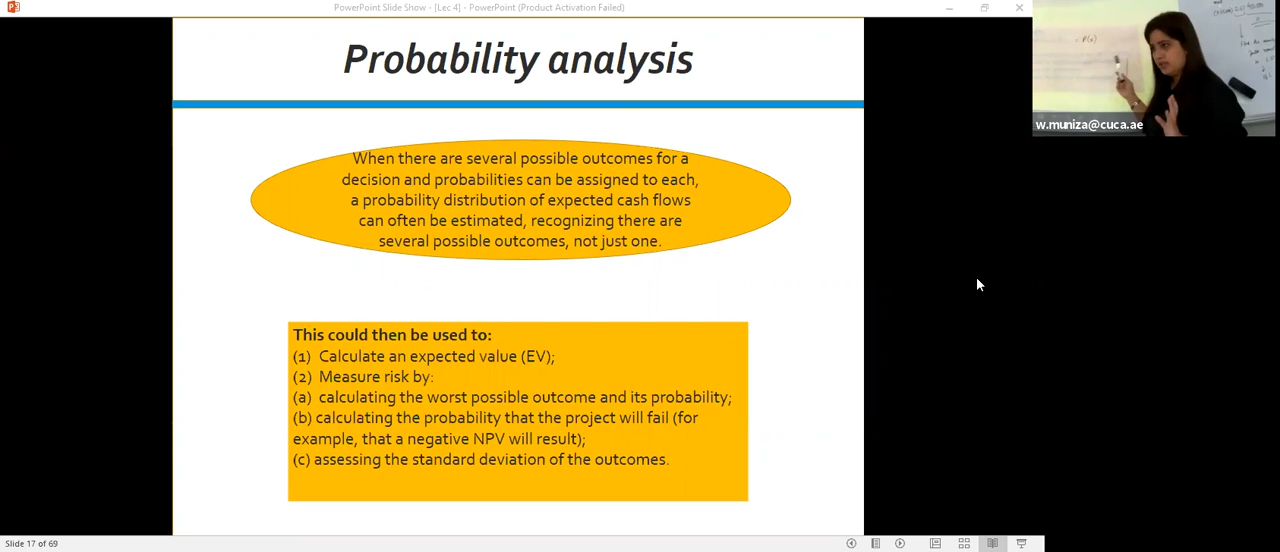 PowerPoint Slide Show - [Lec 4] - PowerPoint (Product Activation Failed)
Probability analysis
When there are several possible outcomes for a
decision and probabilities can be assigned to each,
a probability distribution of expected cash flows
can often be estimated, recognizing there are
several possible outcomes, not just one.
This could then be used to:
(1) Calculate an expected value (EV);
(2) Measure risk by:
(a) calculating the worst possible outcome and its probability;
(b) calculating the probability that the project will fail (for
example, that a negative NPV will result);
(c) assessing the standard deviation of the outcomes.
= P(x)
w.muniza@cuca.ae
Slide 17 of 69